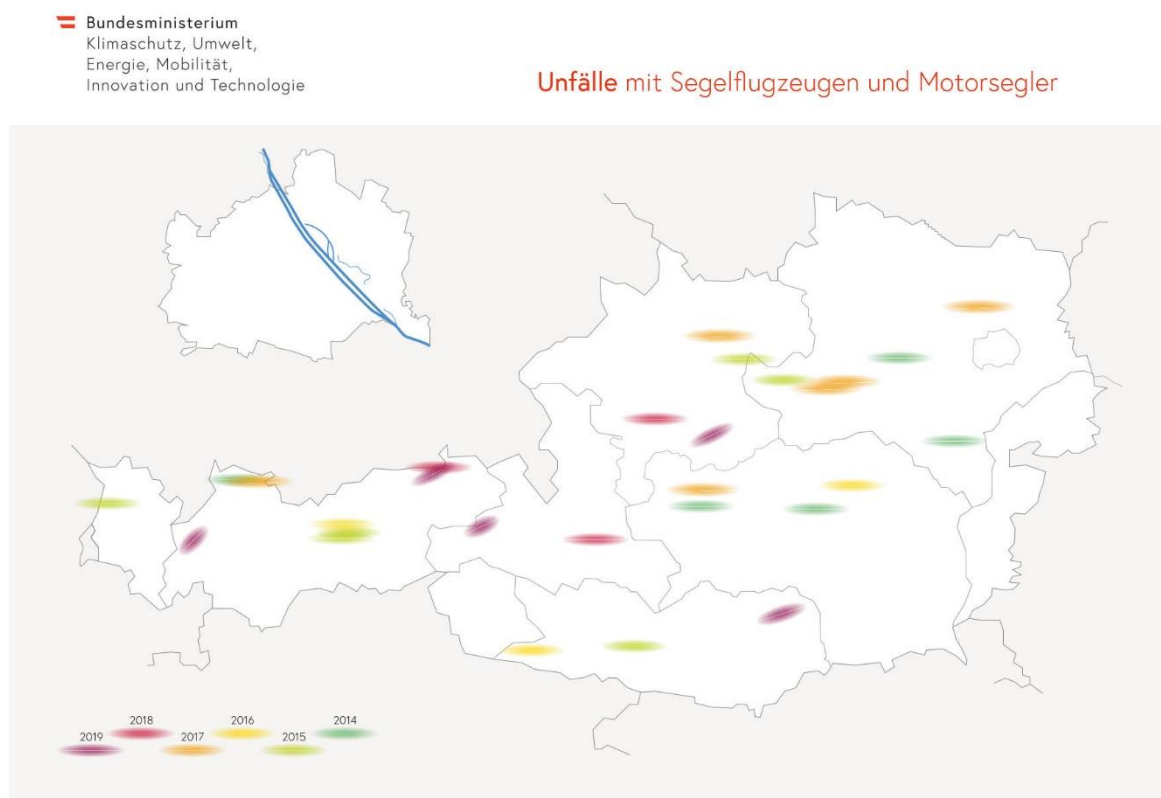 Bundesministerium
Klimaschutz, Umwelt,
Energie, Mobilität,
Innovation und Technologie
Unfälle mit Segelflugzeugen und Motorsegler
2018
2016
2014
2019
2017
2015